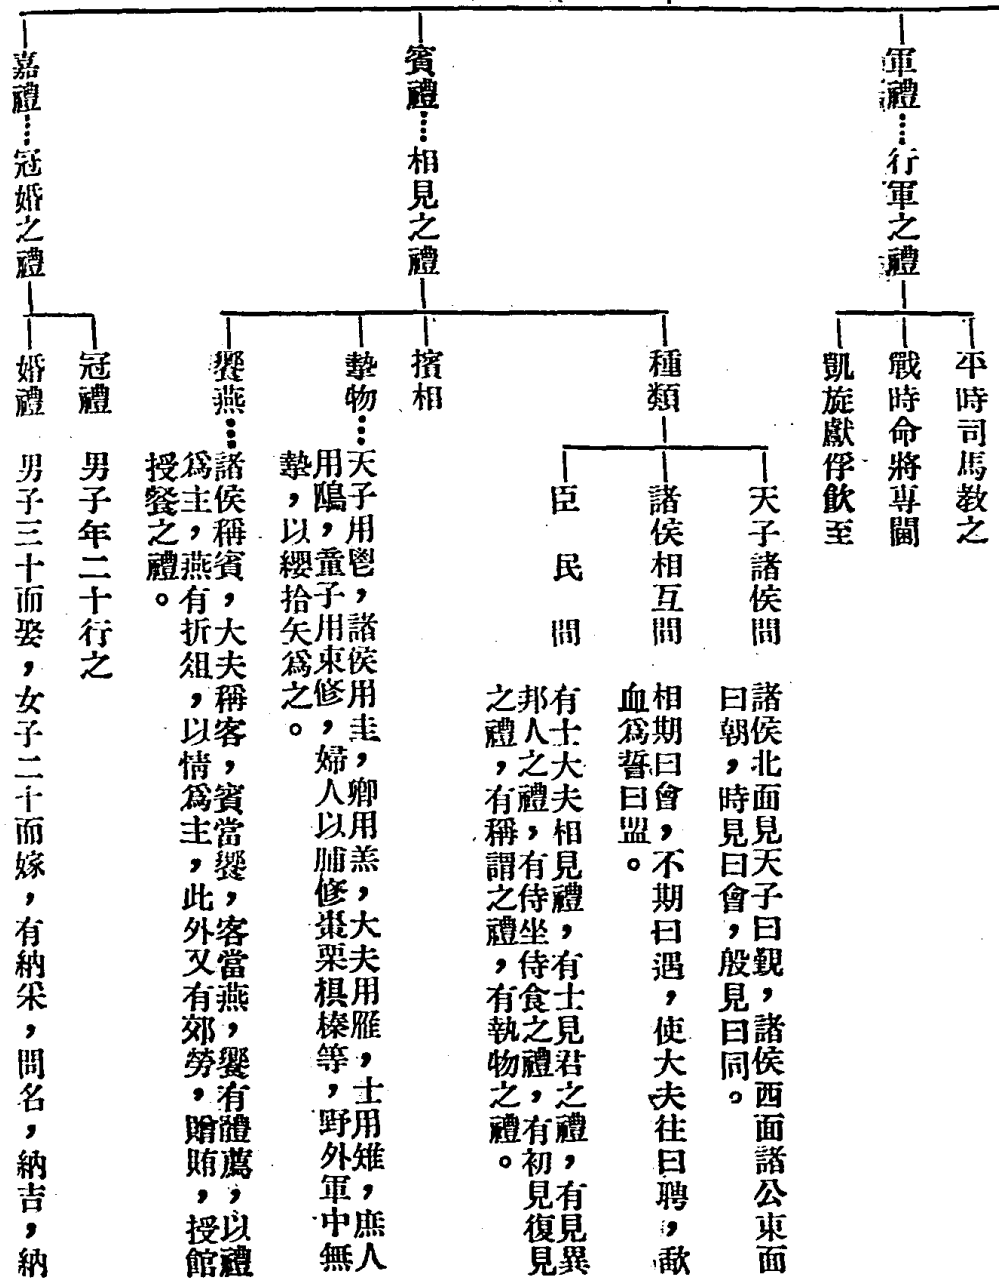 軍禮…行軍之禮
平時司馬教之
戰時命將專閫
凱旋獻俘飲至
賓禮…相見之禮
種類
天子諸侯間
諸侯北面見天子曰覲，諸侯西面諸公東面
曰朝，時見曰會，般見曰同。
諸侯相互間
相期曰會，不期曰遇，使大夫往曰聘，歃
血爲誓曰盟。
臣民間
有士大夫相見禮，有士見君之禮，有見異
邦人之禮，有侍坐侍食之禮，有初見復見
之禮，有稱謂之禮，有執物之禮。
擯相
摯物…天子用鬯，諸侯用圭，卿用羔，大夫用雁，士用雉，庶人
用鴄，童子用束修，婦人以脯修棗栗椇榛等，野外軍中無
摯，以纓拾矢爲之。
饗燕…諸侯稱賓，大夫稱客，賓當饗，客當燕，饗有體薦，以禮
爲主，燕有折俎，以情爲主，此外又有郊勞，贈賄，授館
授餐之禮。
嘉禮…冠婚之禮
冠禮 男子年二十行之
婚禮 男子三十而娶，女子二十而嫁，有納采，問名，納吉，納